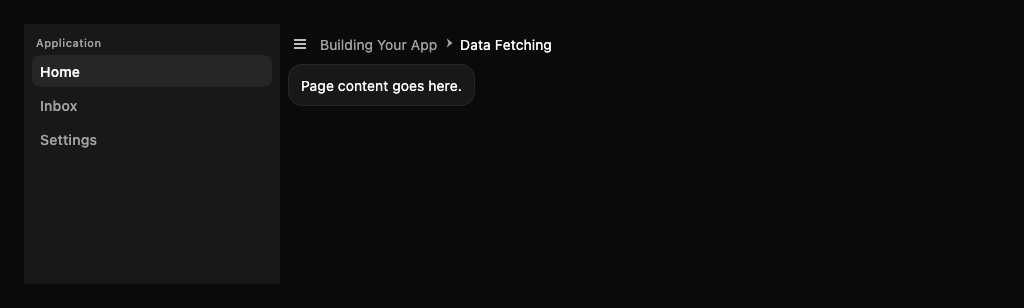 Application
Home
Inbox
Settings
Building Your App › Data Fetching
Page content goes here.